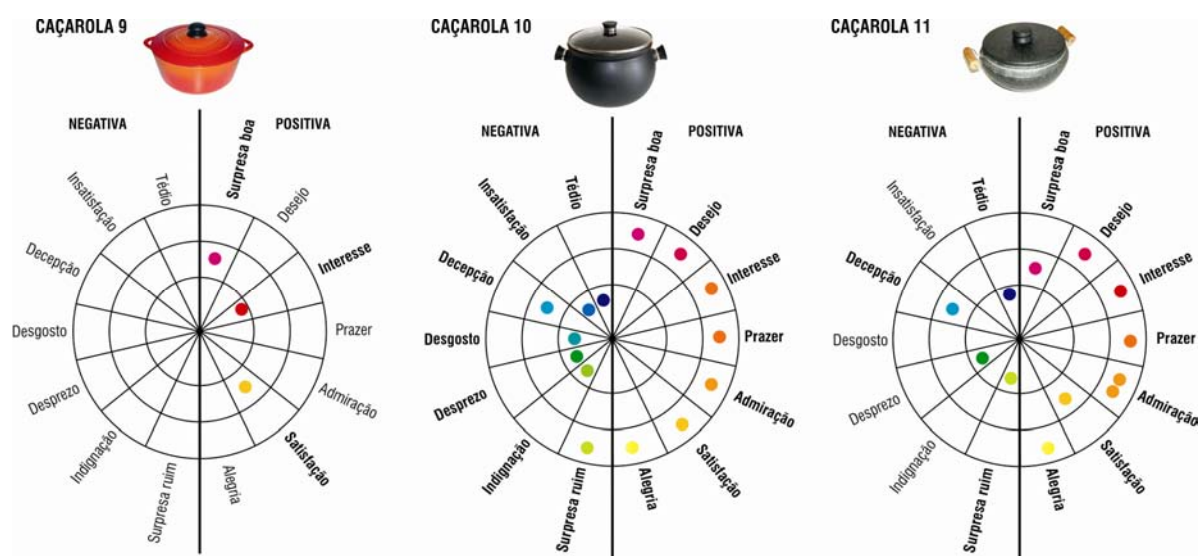 CAÇAROLA 9
NEGATIVA
POSITIVA
Surpresa boa
Desejo
Interesse
Prazer
Admiração
Satisfação
Alegria
Surpresa ruim
Indignação
Desprezo
Desgosto
Decepção
Insatisfação
Tédio
CAÇAROLA 10
NEGATIVA
POSITIVA
Surpresa boa
Desejo
Interesse
Prazer
Admiração
Satisfação
Alegria
Surpresa ruim
Indignação
Desprezo
Desgosto
Decepção
Insatisfação
Tédio
CAÇAROLA 11
NEGATIVA
POSITIVA
Surpresa boa
Desejo
Interesse
Prazer
Admiração
Satisfação
Alegria
Surpresa ruim
Indignação
Desprezo
Desgosto
Decepção
Insatisfação
Tédio